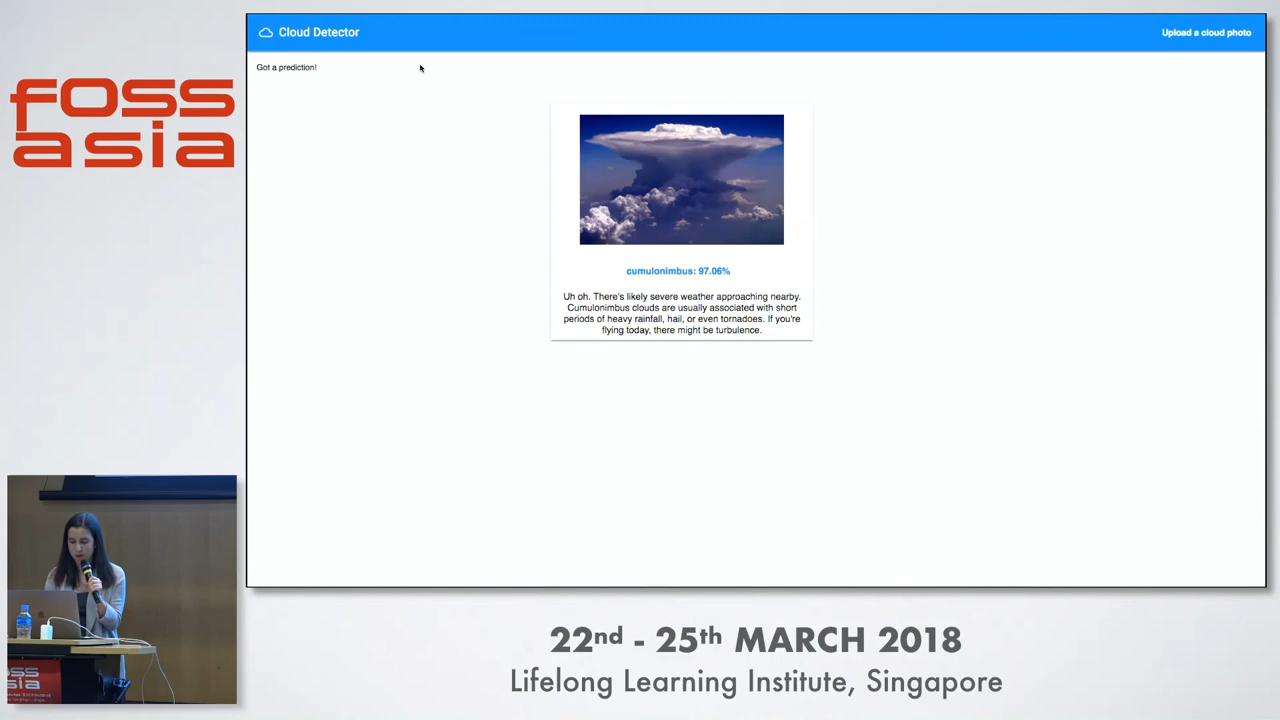 foss
asia
Cloud Detector
Upload a cloud photo
Got a prediction!
cumulonimbus: 97.06%
Uh oh. There's likely severe weather approaching nearby.
Cumulonimbus clouds are usually associated with short
periods of heavy rainfall, hail, or even tornadoes. If you're
flying today, there might be turbulence.
22nd - 25th MARCH 2018
Lifelong Learning Institute, Singapore